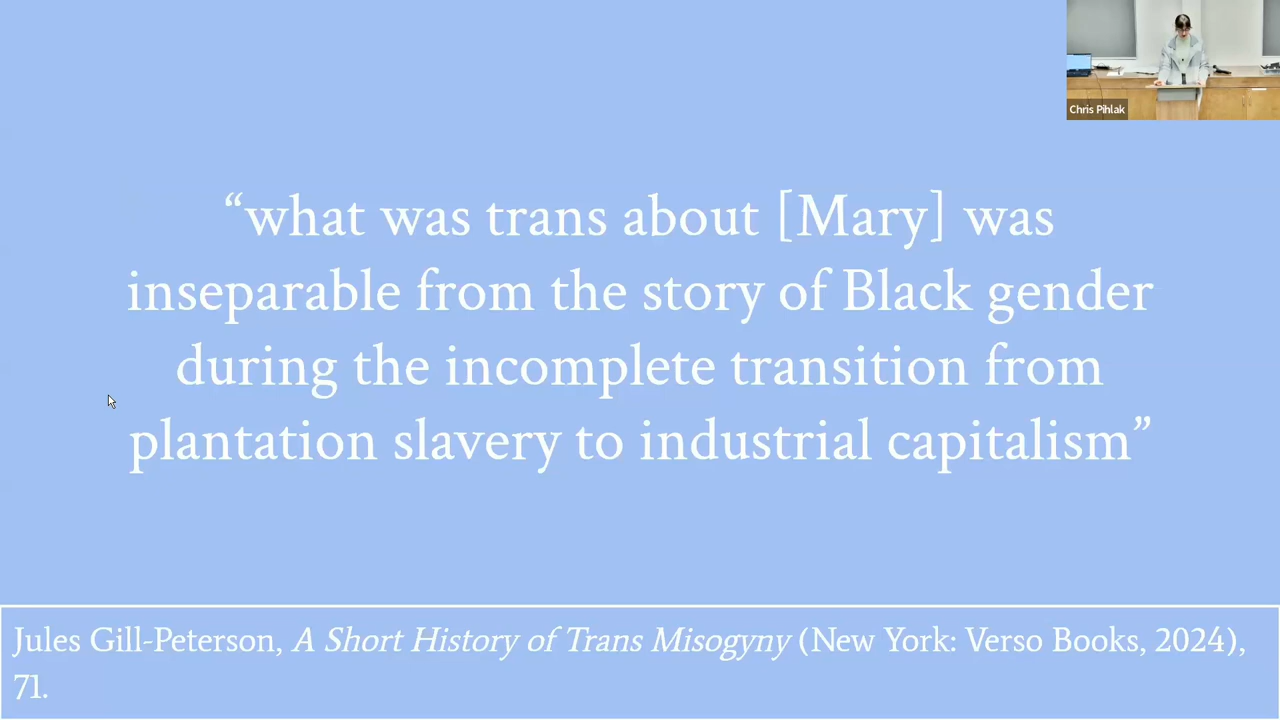 Chris Pihlak
“what was trans about [Mary] was
inseparable from the story of Black gender
during the incomplete transition from
plantation slavery to industrial capitalism”
Jules Gill-Peterson, A Short History of Trans Misogyny (New York: Verso Books, 2024),
71.